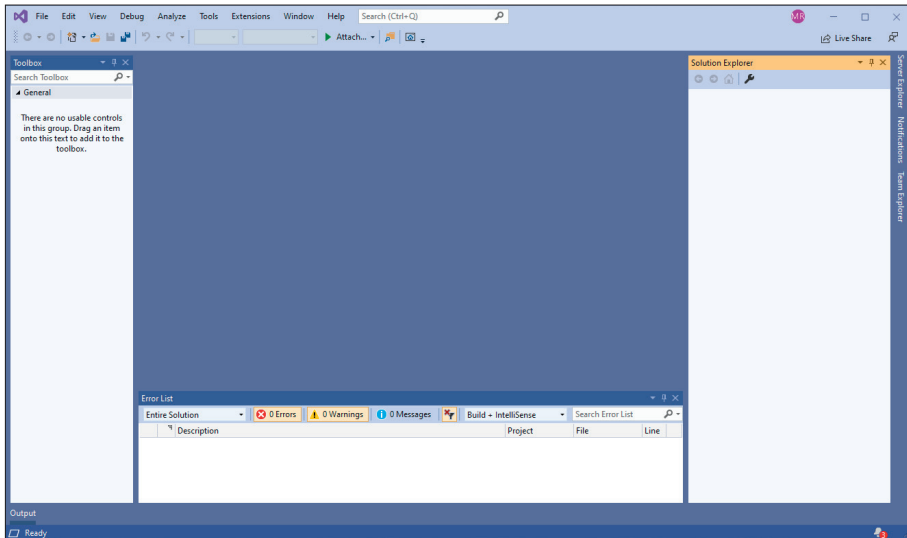 File Edit View Debug Analyze Tools Extensions Window Help Search (Ctrl+Q) MR
Attach... Live Share
Toolbox
Search Toolbox
General
There are no usable controls
in this group. Drag an item
onto this text to add it to the
toolbox.
Error List
Entire Solution 0 Errors 0 Warnings 0 Messages Build + IntelliSense Search Error List
Description Project File Line
Solution Explorer
Server Explorer
Notifications
Team Explorer
Output
Ready 3